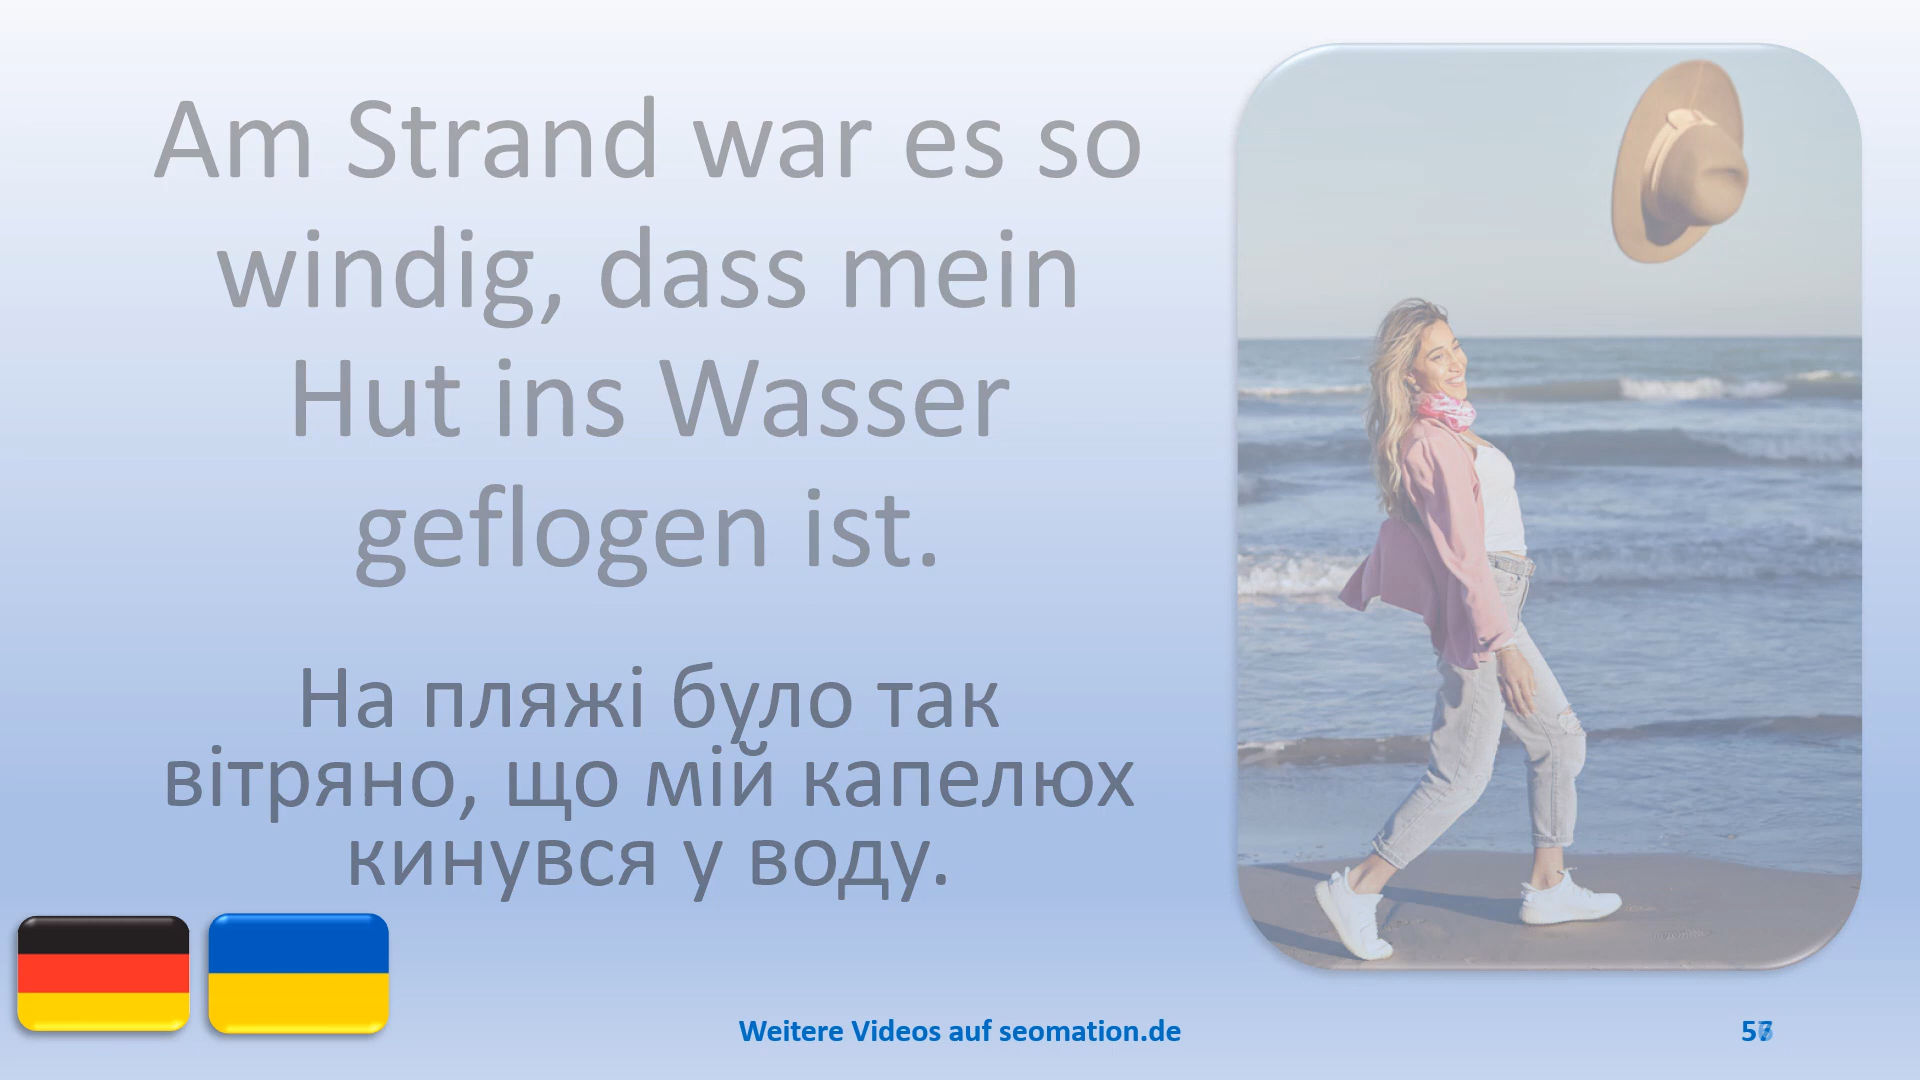 Am Strand war es so
windig, dass mein
Hut ins Wasser
geflogen ist.
На пляжі було так
вітряно, що мій капелюх
кинувся у воду.
Weitere Videos auf seomation.de